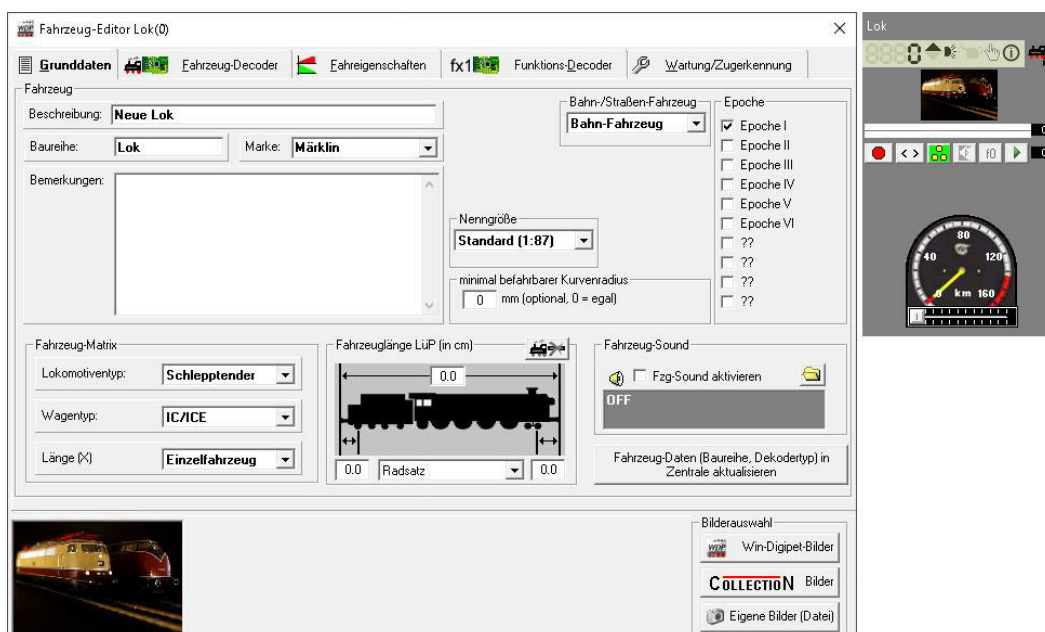 Fahrzeug-Editor Lok(0)
Grunddaten Fahrzeug-Decoder Fahreigenschaften fx1 Funktions-Decoder Wartung/Zugerkennung
Fahrzeug
Beschreibung: Neue Lok
Baureihe: Lok Marke: Märklin
Bemerkungen:
Bahn-/Straßen-Fahrzeug
Bahn-Fahrzeug
Nenngröße
Standard (1:87)
minimal befahrbarer Kurvenradius
0 mm (optional, 0 = egal)
Epoche
Epoche I
Epoche II
Epoche III
Epoche IV
Epoche V
Epoche VI
??
??
??
??
Fahrzeug-Matrix
Lokomotiventyp: Schlepptender
Wagentyp: IC/ICE
Länge (X) Einzelfahrzeug
Fahrzeuglänge LüP (in cm)
0.0
0.0 Radsatz 0.0
Fahrzeug-Sound
Fzg-Sound aktivieren
OFF
Fahrzeug-Daten (Baureihe, Dekodertyp) in
Zentrale aktualisieren
Bilderauswahl
WDP Win-Digipet-Bilder
COLLECTION Bilder
Eigene Bilder (Datei)
Lok
0
f0
40 80 120
0 km 160